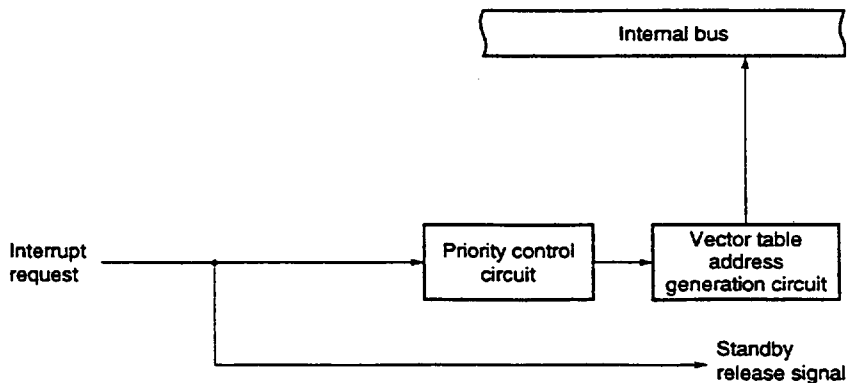 Internal bus
Interrupt
request
Priority control
circuit
Vector table
address
generation circuit
Standby
release signal